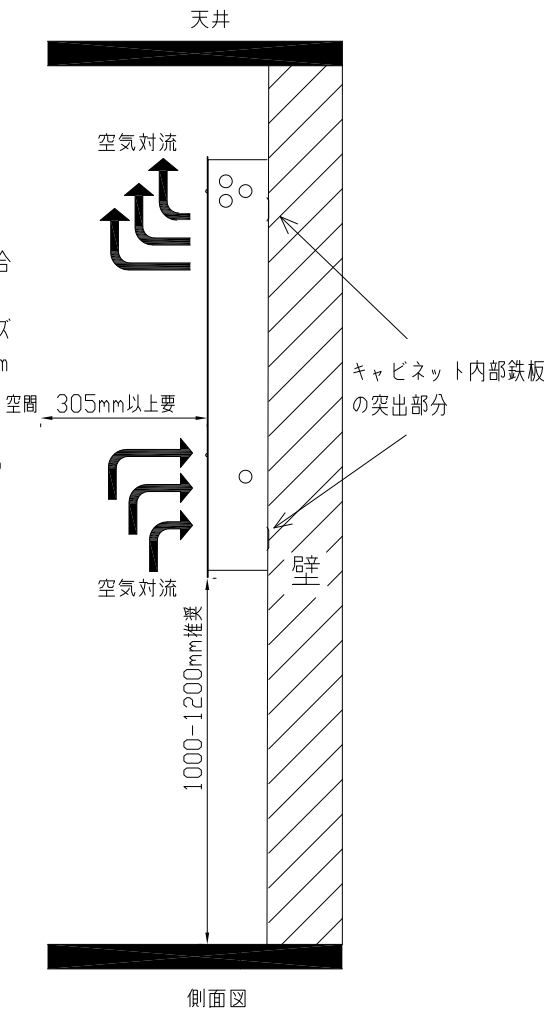 天井
空気対流
合
ズ
m
キャビネット内部鉄板
の突出部分
空間 305mm以上要
壁
空気対流
1000-1200mm推奨
側面図